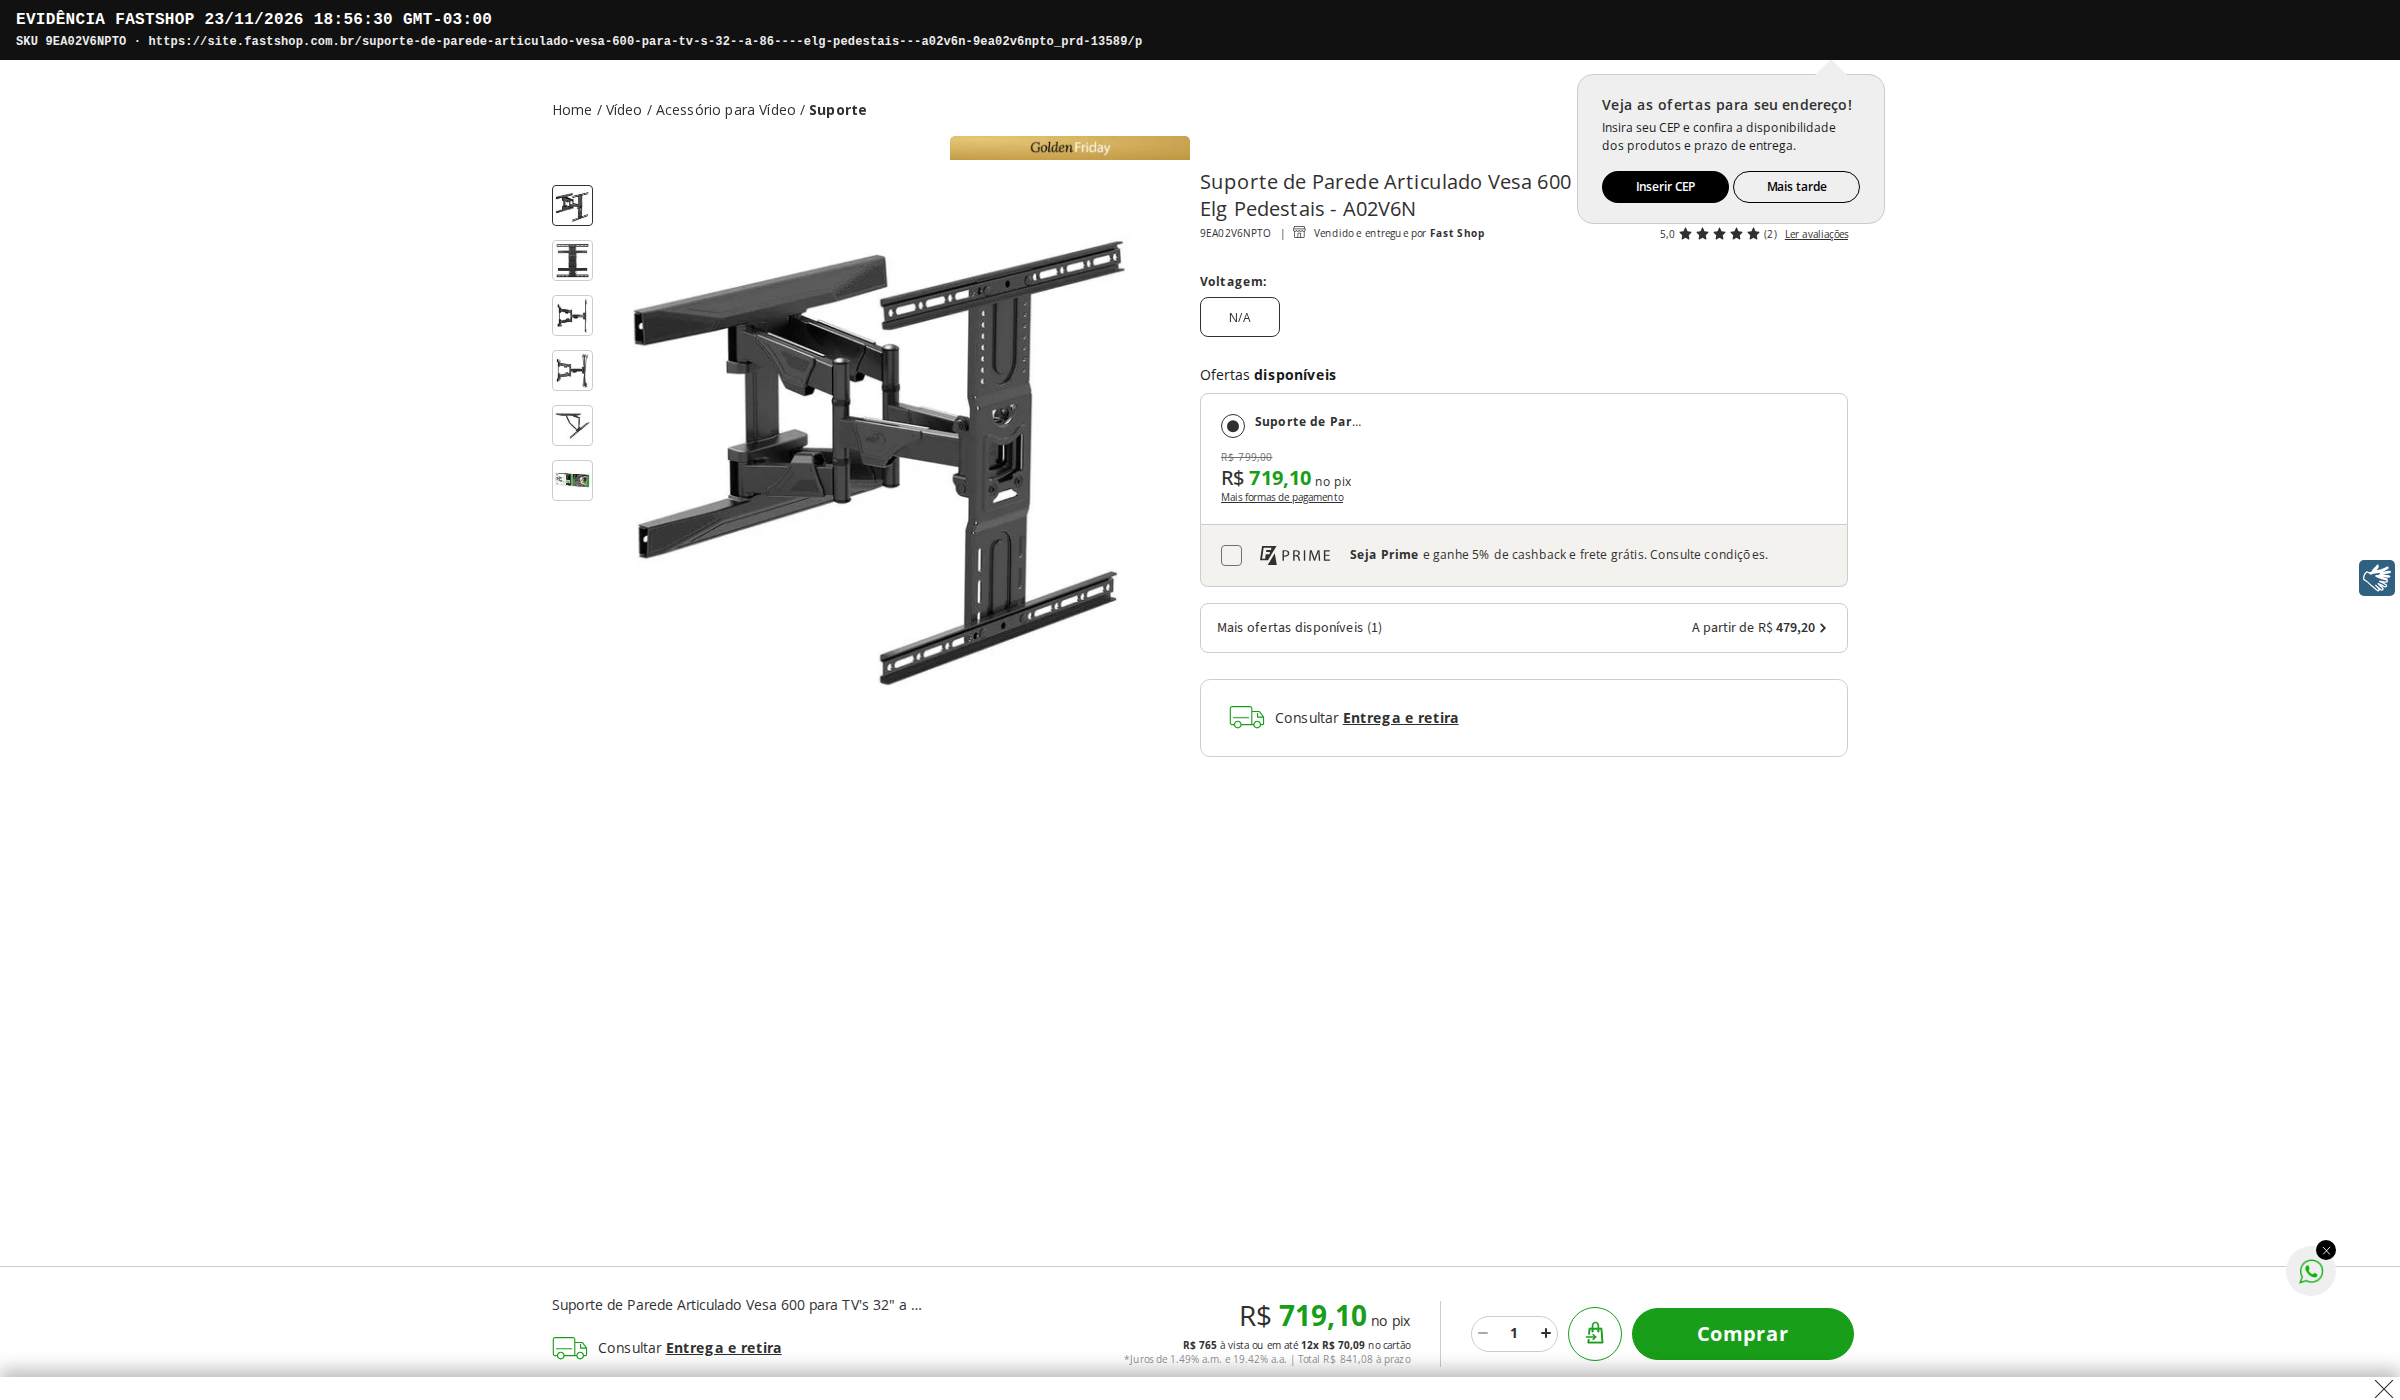 EVIDÊNCIA FASTSHOP 23/11/2026 18:56:30 GMT-03:00
SKU 9EA02V6NPTO · https://site.fastshop.com.br/suporte-de-parede-articulado-vesa-600-para-tv-s-32--a-86----elg-pedestais---a02v6n-9ea02v6npto_prd-13589/p
Home / Vídeo / Acessório para Vídeo / Suporte
Golden Friday
Veja as ofertas para seu endereço!
Insira seu CEP e confira a disponibilidade
dos produtos e prazo de entrega.
Inserir CEP
Mais tarde
Suporte de Parede Articulado Vesa 600
Elg Pedestais - A02V6N
9EA02V6NPTO | Vendido e entregue por Fast Shop
5,0 (2) Ler avaliações
Voltagem:
N/A
Ofertas disponíveis
Suporte de Par...
R$ 799,00
R$ 719,10 no pix
Mais formas de pagamento
PRIME Seja Prime e ganhe 5% de cashback e frete grátis. Consulte condições.
Mais ofertas disponíveis (1) A partir de R$ 479,20
Consultar Entrega e retira
Suporte de Parede Articulado Vesa 600 para TV's 32" a ...
Consultar Entrega e retira
R$ 719,10 no pix
R$ 765 à vista ou em até 12x R$ 70,09 no cartão
*Juros de 1.49% a.m. e 19.42% a.a. | Total R$ 841,08 à prazo
1
Comprar